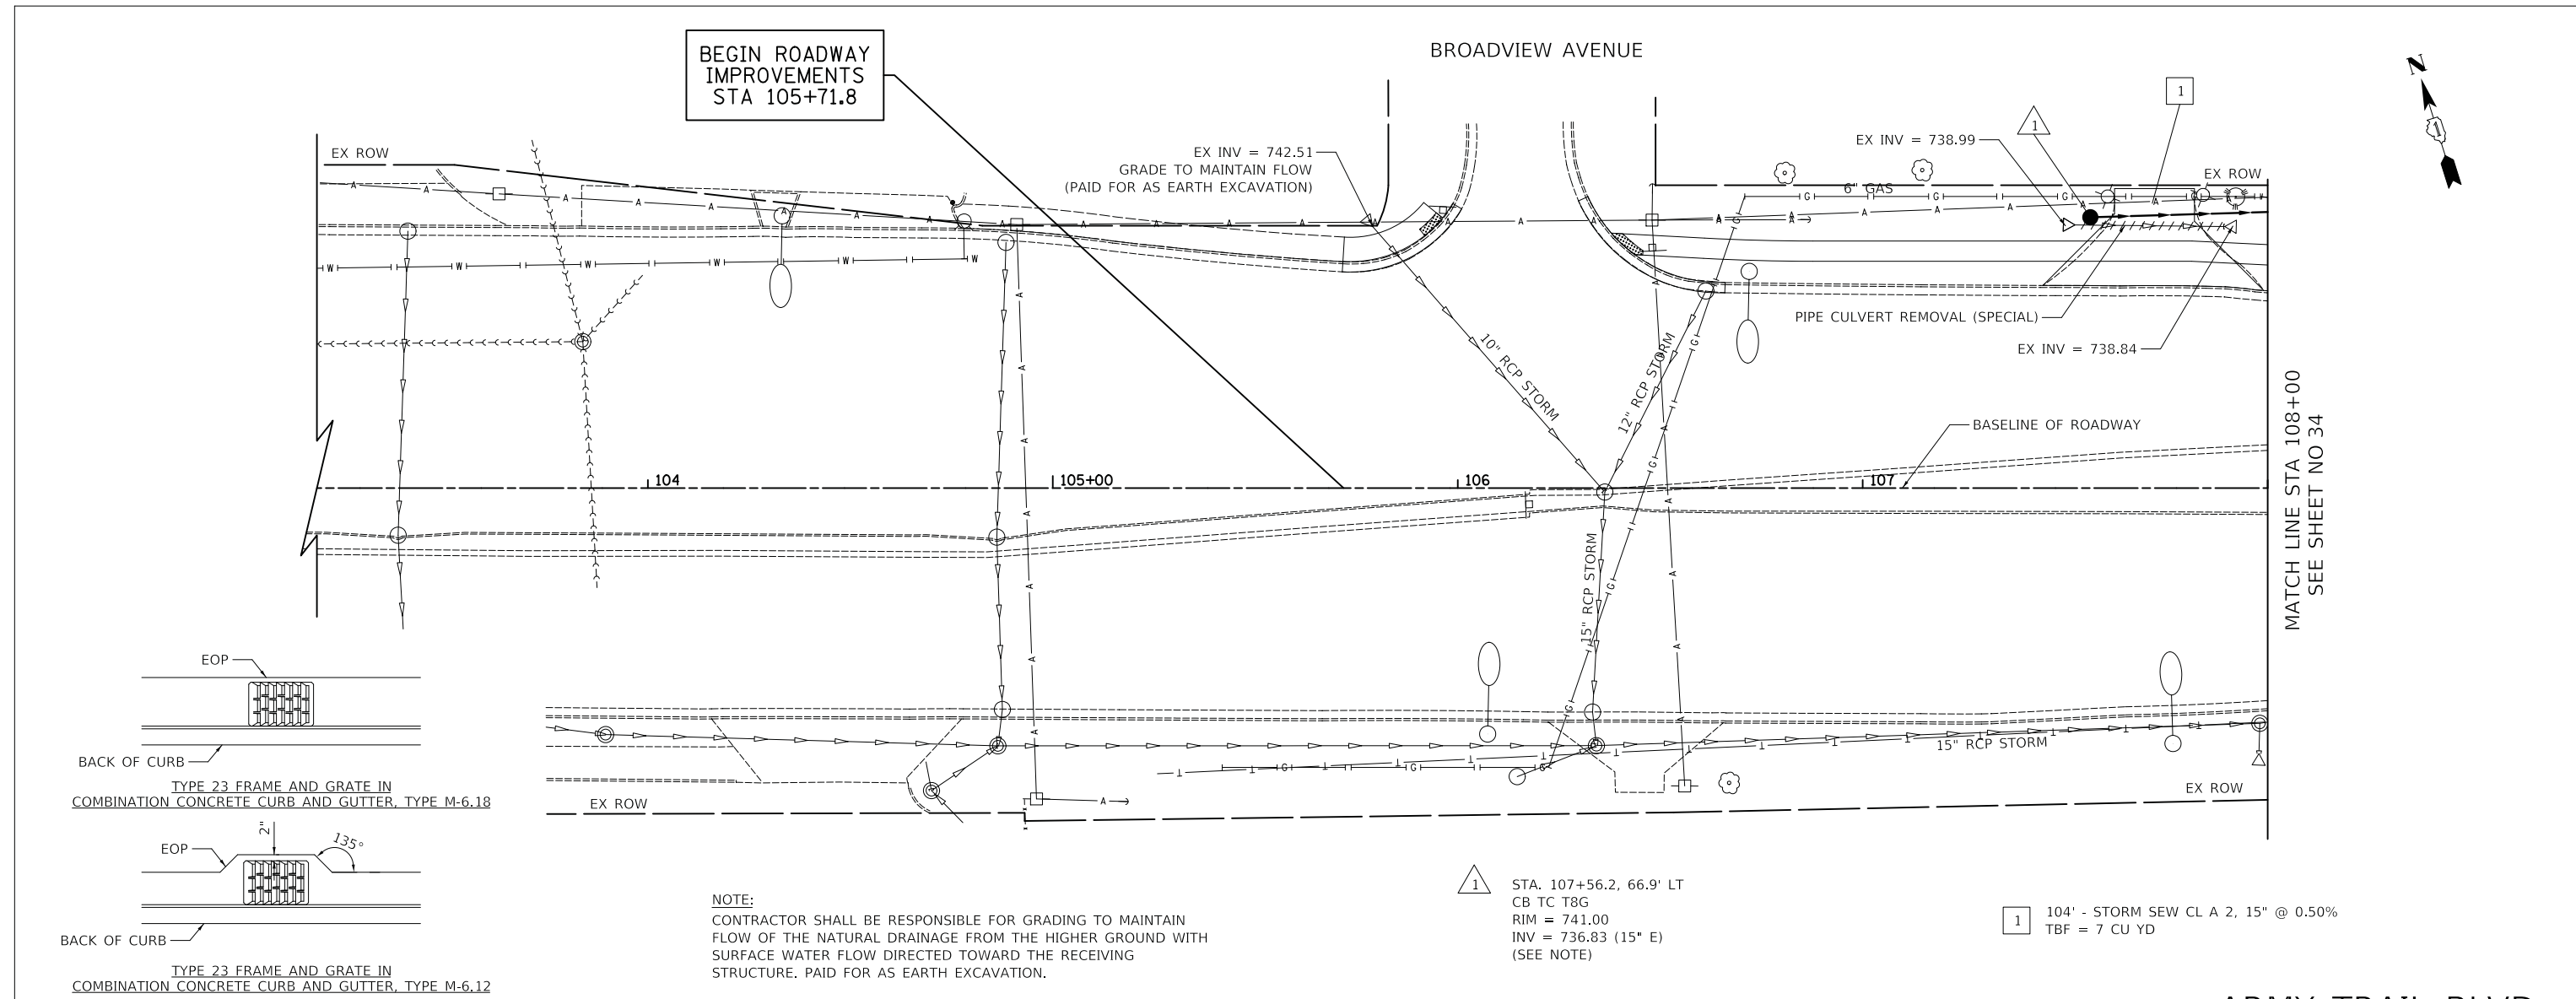 BROADVIEW AVENUE
BEGIN ROADWAY
IMPROVEMENTS
STA 105+71.8
N
1
EX ROW
EX INV = 742.51
GRADE TO MAINTAIN FLOW
(PAID FOR AS EARTH EXCAVATION)
EX INV = 738.99
1
1
EX ROW
6" GAS
PIPE CULVERT REMOVAL (SPECIAL)
EX INV = 738.84
10" RCP STORM
12" RCP STORM
BASELINE OF ROADWAY
104
105+00
106
107
MATCH LINE STA 108+00
SEE SHEET NO 34
15" RCP STORM
15" RCP STORM
EX ROW
EX ROW
EOP
BACK OF CURB
TYPE 23 FRAME AND GRATE IN
COMBINATION CONCRETE CURB AND GUTTER, TYPE M-6.18
2"
135°
EOP
BACK OF CURB
TYPE 23 FRAME AND GRATE IN
COMBINATION CONCRETE CURB AND GUTTER, TYPE M-6.12
NOTE:
CONTRACTOR SHALL BE RESPONSIBLE FOR GRADING TO MAINTAIN
FLOW OF THE NATURAL DRAINAGE FROM THE HIGHER GROUND WITH
SURFACE WATER FLOW DIRECTED TOWARD THE RECEIVING
STRUCTURE. PAID FOR AS EARTH EXCAVATION.
1
STA. 107+56.2, 66.9' LT
CB TC T8G
RIM = 741.00
INV = 736.83 (15" E)
(SEE NOTE)
1
104' - STORM SEW CL A 2, 15" @ 0.50%
TBF = 7 CU YD
ARMY TRAIL BLVD